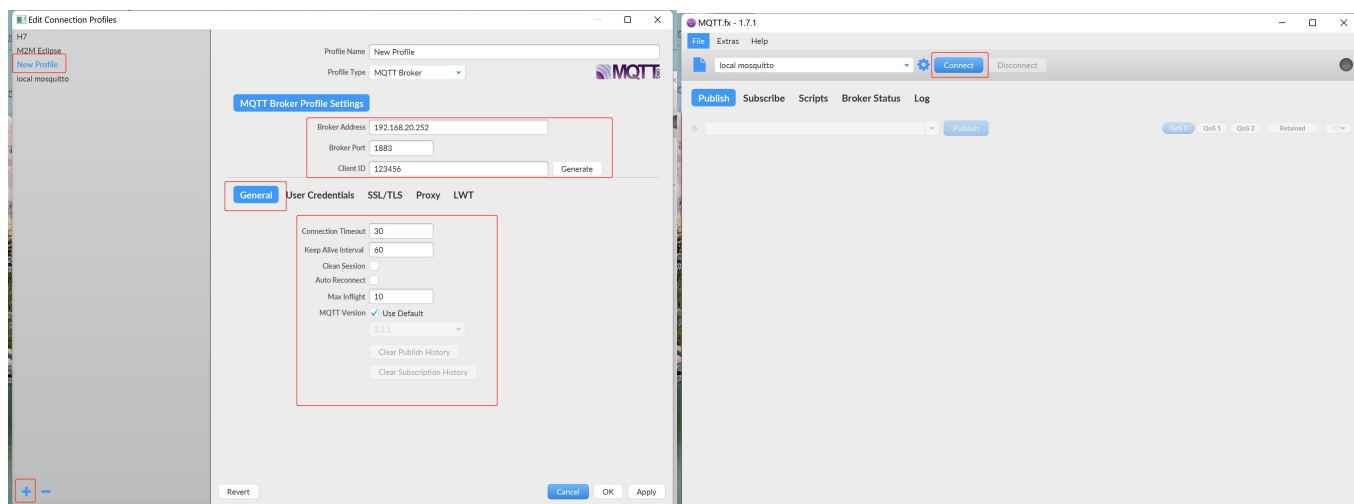 Edit Connection Profiles
H7
M2M Eclipse
New Profile
local mosquitto
Profile Name New Profile
Profile Type MQTT Broker
MQTT
MQTT Broker Profile Settings
Broker Address 192.168.20.252
Broker Port 1883
Client ID 123456 Generate
General User Credentials SSL/TLS Proxy LWT
Connection Timeout 30
Keep Alive Interval 60
Clean Session
Auto Reconnect
Max Inflight 10
MQTT Version Use Default
3.1.1
Clear Publish History
Clear Subscription History
Revert Cancel OK Apply
MQTT.fx - 1.7.1
File Extras Help
local mosquitto Connect Disconnect
Publish Subscribe Scripts Broker Status Log
Publish QoS 0 QoS 1 QoS 2 Retained